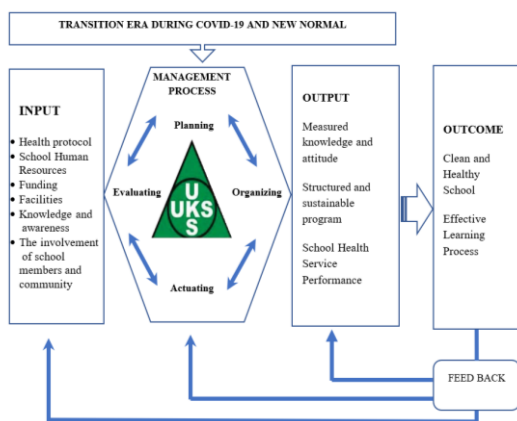 TRANSITION ERA DURING COVID-19 AND NEW NORMAL
INPUT
• Health protocol
• School Human
Resources
• Funding
• Facilities
• Knowledge and
awareness
• The involvement
of school
members and
community
MANAGEMENT
PROCESS
Planning
Evaluating
Organizing
Actuating
U
UKS
S
OUTPUT
Measured
knowledge and
attitude
Structured and
sustainable
program
School Health
Service
Performance
OUTCOME
Clean and
Healthy
School
Effective
Learning
Process
FEED BACK